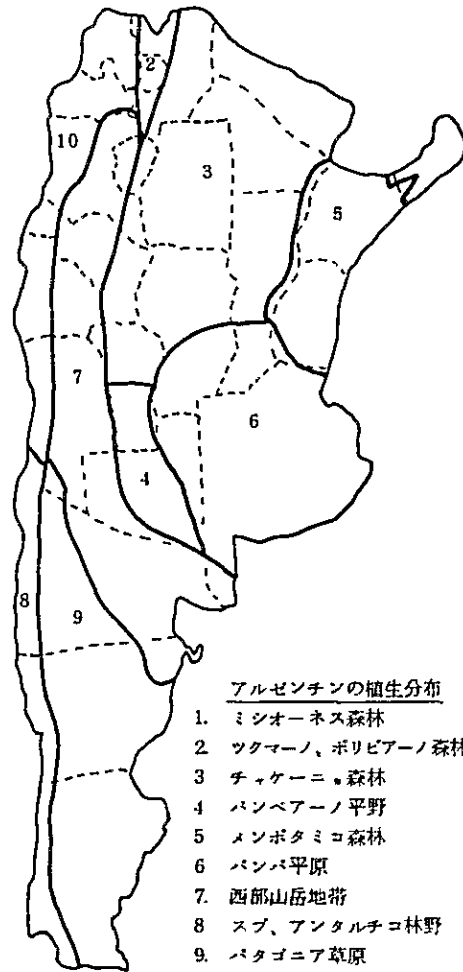 2
10
3
5
7
6
4
8
9
アルゼンチンの植生分布
1. ミシオーネス森林
2 ツクマーノ、ボリビアーノ森林
3 チャケーニョ森林
4 パンペアーノ平野
5 メンポタミコ森林
6 パンパ平原
7. 西部山岳地帯
8 スブ、アンタルチコ林野
9. パタゴニア草原